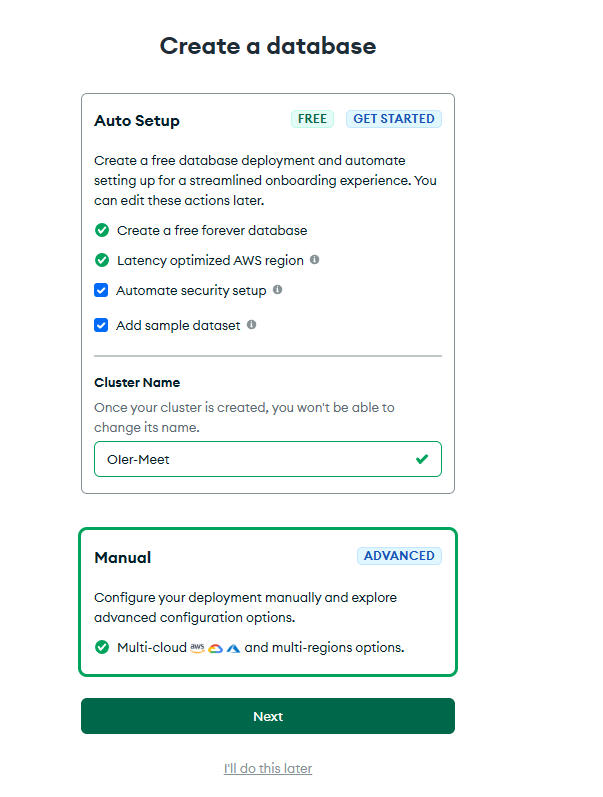 Create a database
Auto Setup
FREE
GET STARTED
Create a free database deployment and automate
setting up for a streamlined onboarding experience. You
can edit these actions later.
Create a free forever database
Latency optimized AWS region
Automate security setup
Add sample dataset
Cluster Name
Once your cluster is created, you won't be able to
change its name.
OIer-Meet
Manual
ADVANCED
Configure your deployment manually and explore
advanced configuration options.
Multi-cloud aws and multi-regions options.
Next
I'll do this later